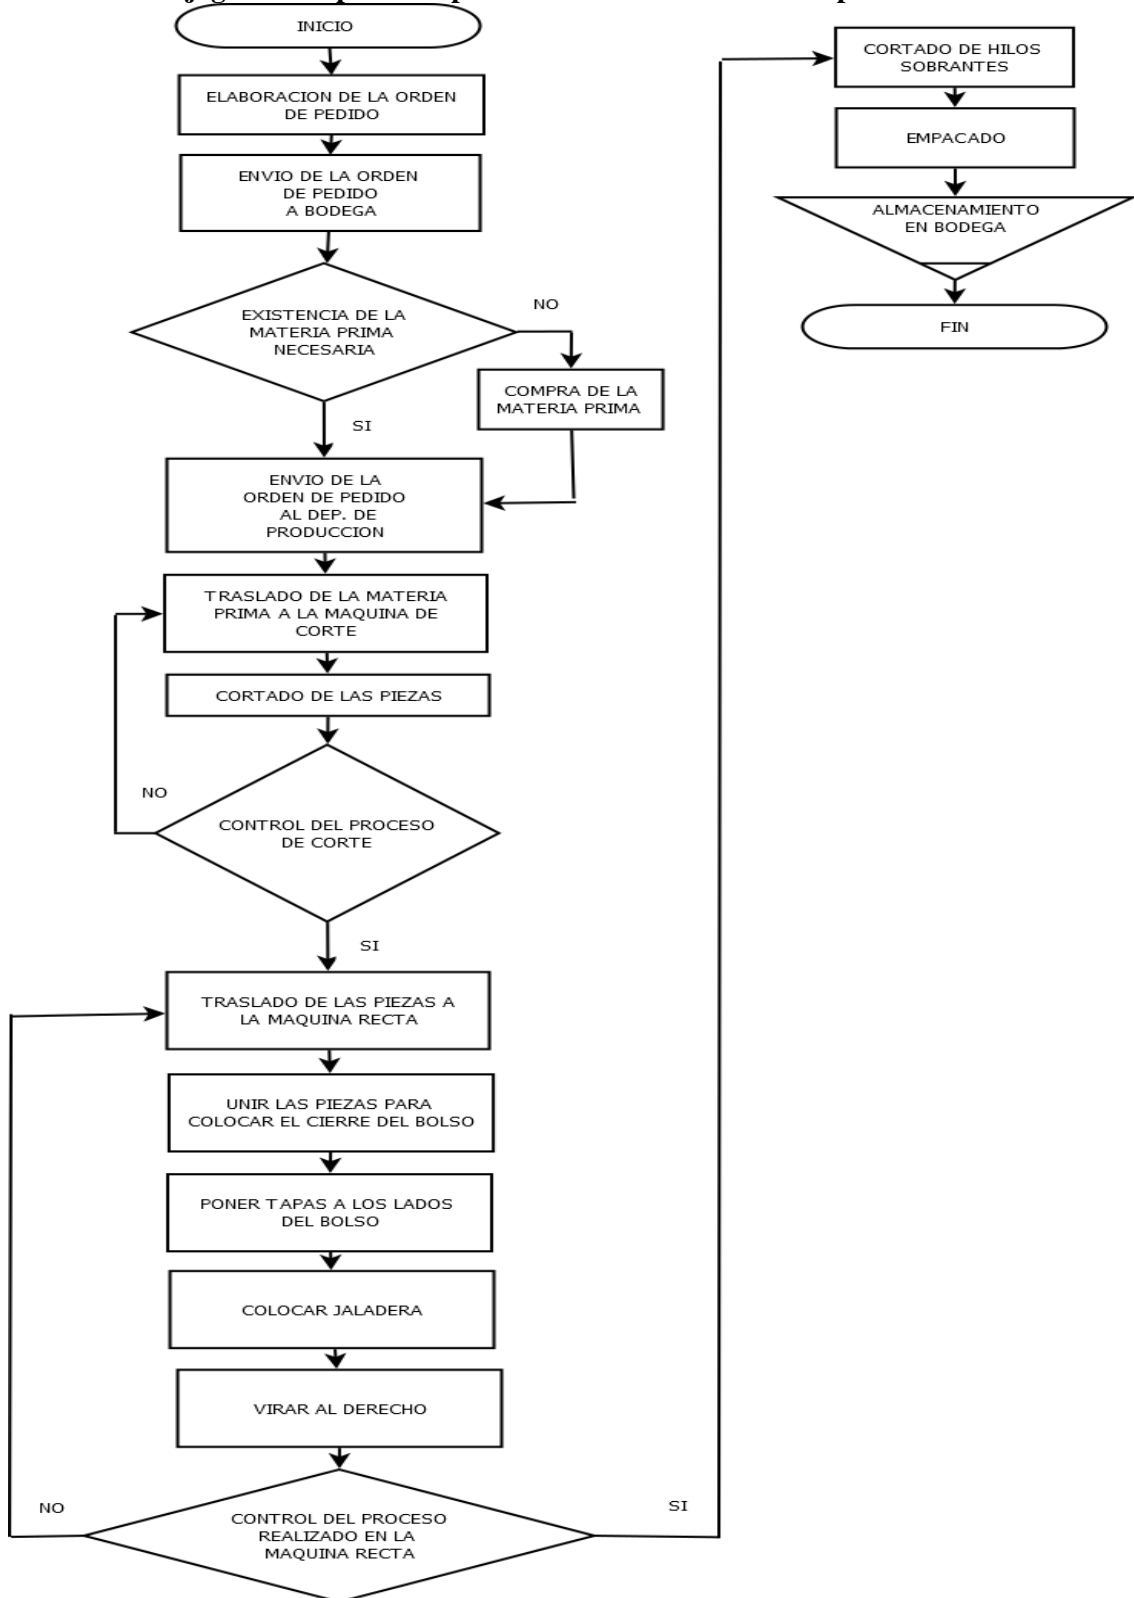 INICIO
ELABORACION DE LA ORDEN
DE PEDIDO
ENVIO DE LA ORDEN
DE PEDIDO
A BODEGA
EXISTENCIA DE LA
MATERIA PRIMA
NECESARIA
NO
COMPRA DE LA
MATERIA PRIMA
SI
ENVIO DE LA
ORDEN DE PEDIDO
AL DEP. DE
PRODUCCION
TRASLADO DE LA MATERIA
PRIMA A LA MAQUINA DE
CORTE
CORTADO DE LAS PIEZAS
NO
CONTROL DEL PROCESO
DE CORTE
SI
TRASLADO DE LAS PIEZAS A
LA MAQUINA RECTA
UNIR LAS PIEZAS PARA
COLOCAR EL CIERRE DEL BOLSO
PONER TAPAS A LOS LADOS
DEL BOLSO
COLOCAR JALADERA
VIRAR AL DERECHO
NO
CONTROL DEL PROCESO
REALIZADO EN LA
MAQUINA RECTA
SI
CORTADO DE HILOS
SOBRANTES
EMPACADO
ALMACENAMIENTO
EN BODEGA
FIN